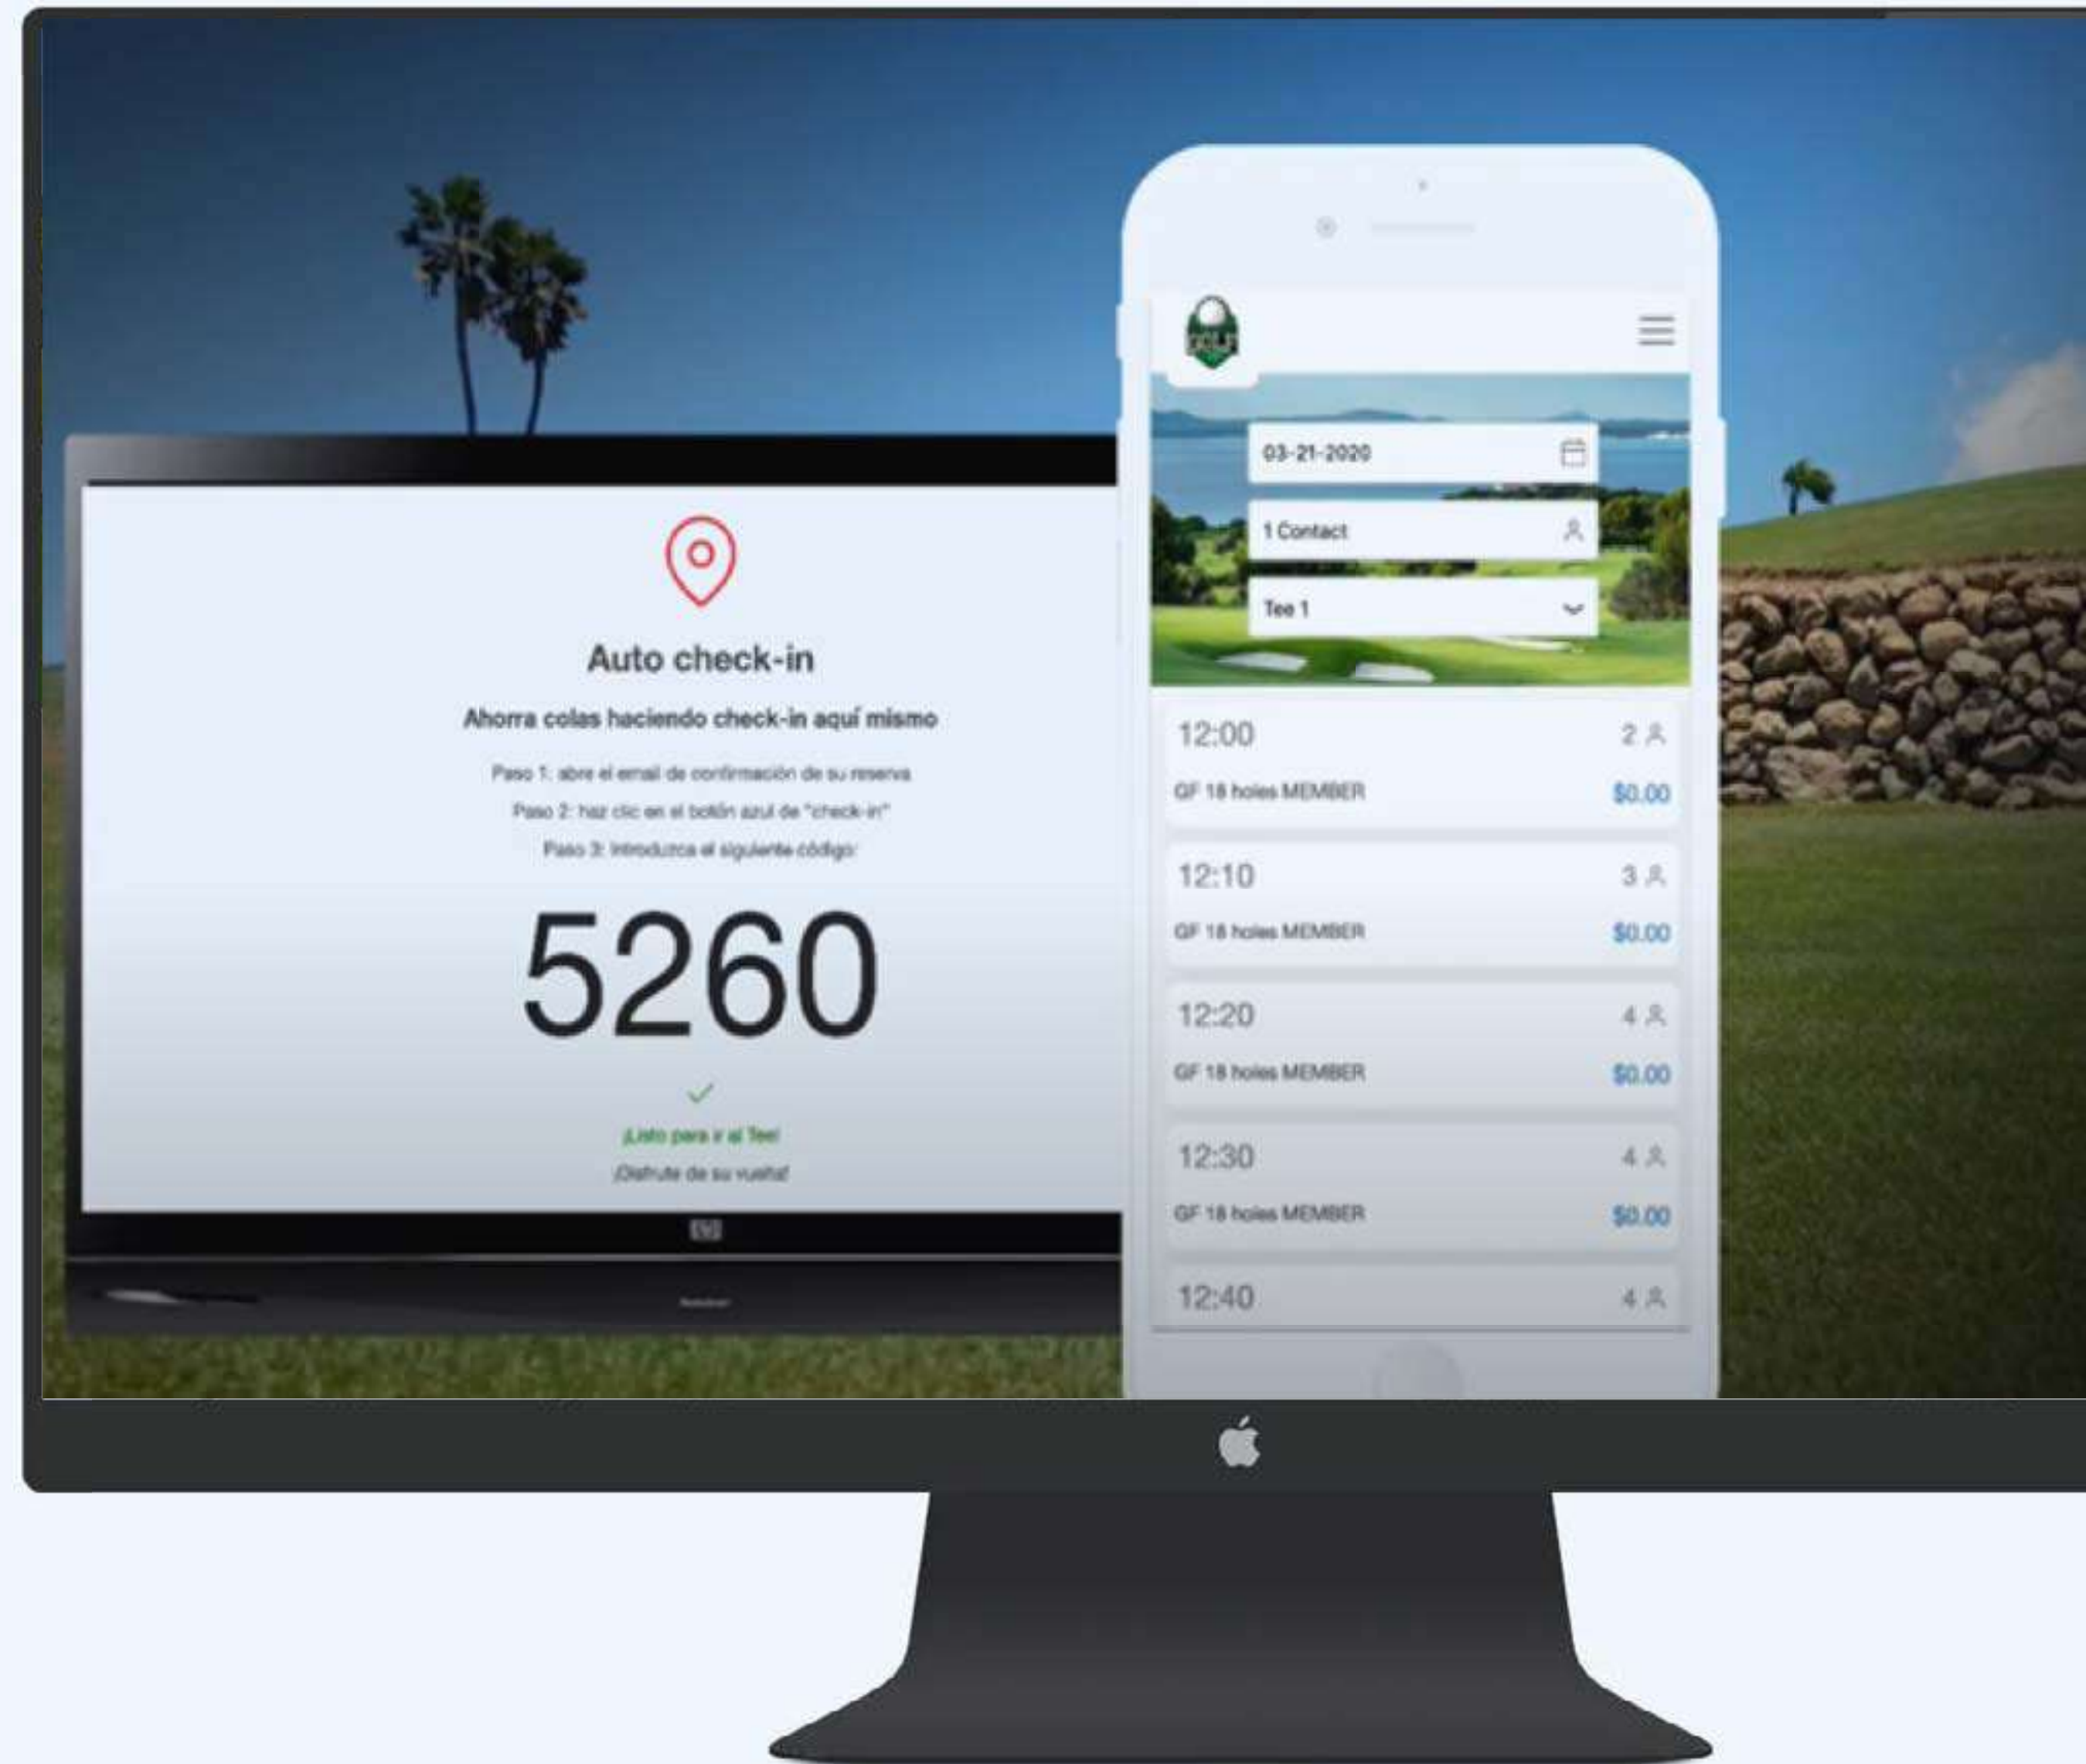 Auto check-in
Ahorra colas haciendo check-in aquí mismo
Paso 1: abre el email de confirmación de su reserva
Paso 2: haz clic en el botón azul de "check-in"
Paso 3: Introduzca el siguiente código:
5260
¡Listo para ir al Tee!
¡Disfrute de su vuelta!
hp
GOLF
03-21-2020
1 Contact
Tee 1
12:00 2
GF 18 holes MEMBER $0.00
12:10 3
GF 18 holes MEMBER $0.00
12:20 4
GF 18 holes MEMBER $0.00
12:30 4
GF 18 holes MEMBER $0.00
12:40 4